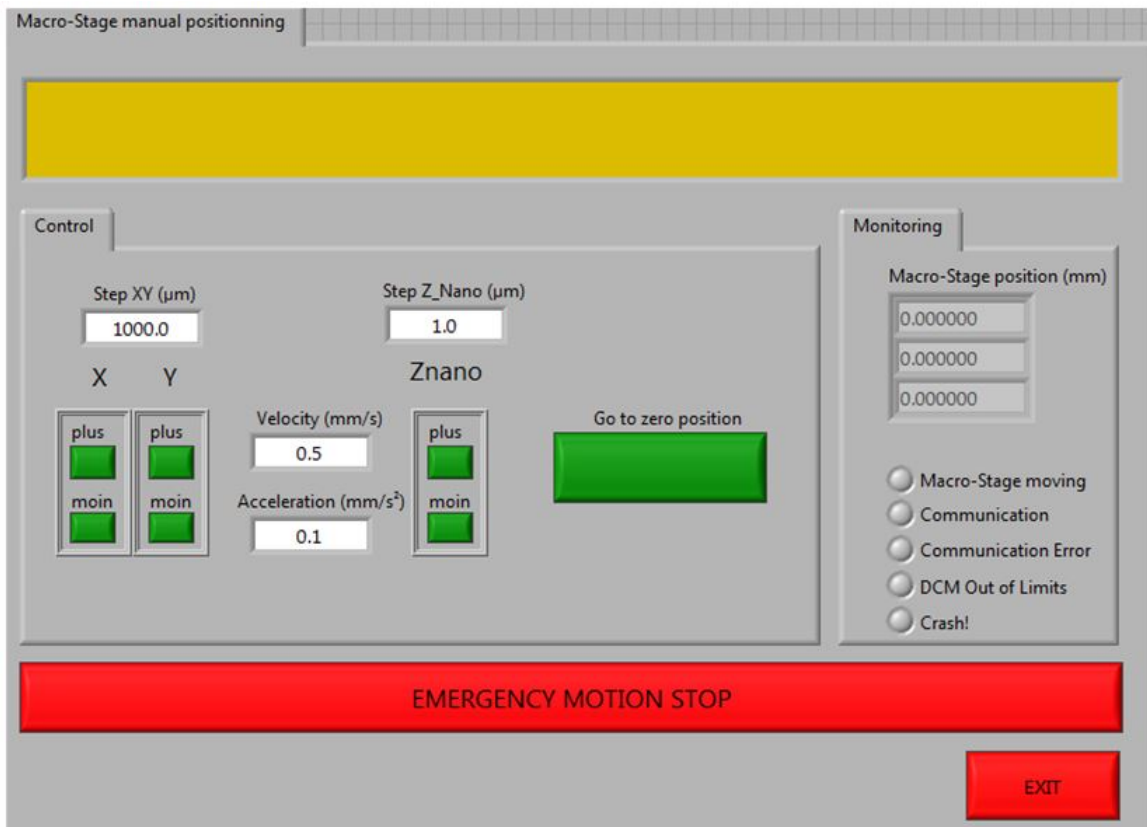 Macro-Stage manual positionning
Control
Step XY (µm)
1000.0
Step Z_Nano (µm)
1.0
X Y
Znano
plus
moin
plus
moin
Velocity (mm/s)
0.5
Acceleration (mm/s²)
0.1
plus
moin
Go to zero position
Monitoring
Macro-Stage position (mm)
0.000000
0.000000
0.000000
Macro-Stage moving
Communication
Communication Error
DCM Out of Limits
Crash!
EMERGENCY MOTION STOP
EXIT